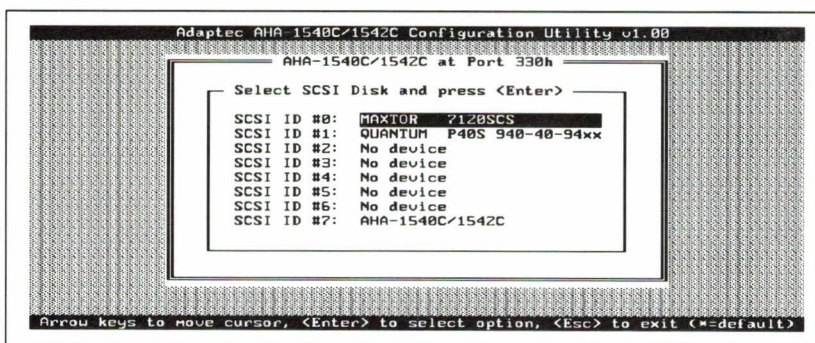 Adaptec AHA-1540C/1542C Configuration Utility v1.00
AHA-1540C/1542C at Port 330h
Select SCSI Disk and press <Enter>
SCSI ID #0: MAXTOR 7120SCS
SCSI ID #1: QUANTUM P40S 940-40-94xx
SCSI ID #2: No device
SCSI ID #3: No device
SCSI ID #4: No device
SCSI ID #5: No device
SCSI ID #6: No device
SCSI ID #7: AHA-1540C/1542C
Arrow keys to move cursor, <Enter> to select option, <Esc> to exit (*=default)